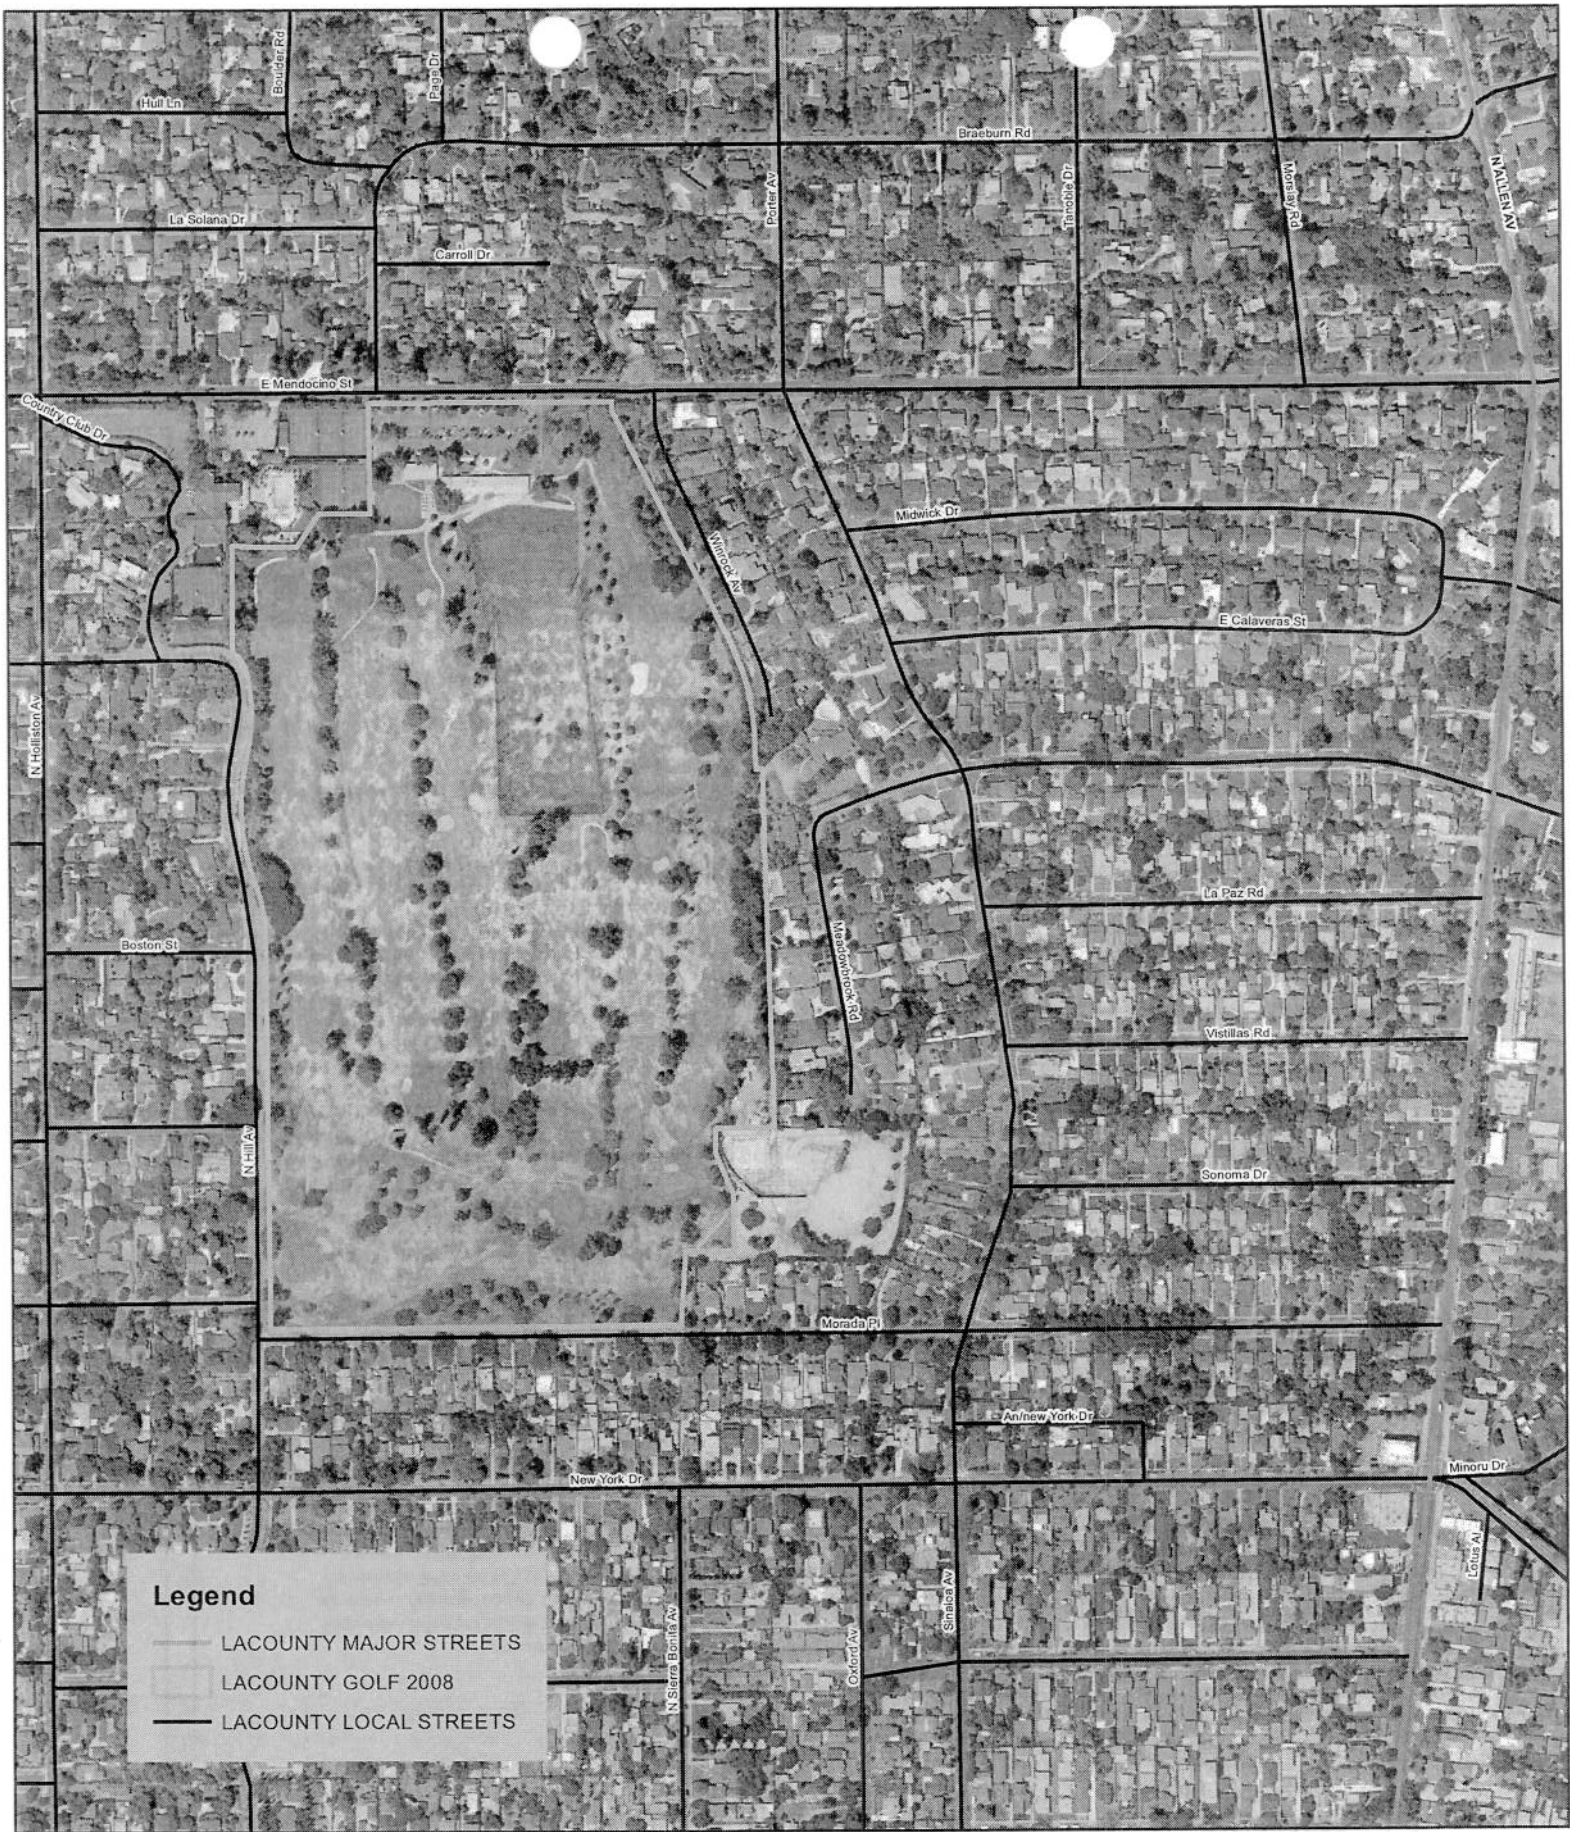 Boulder Rd
Page Dr
Hull Ln
Braeburn Rd
Porter Av
Tanoble Dr
Morslay Rd
N ALLEN AV
La Solana Dr
Carroll Dr
E Mendocino St
Country Club Dr
Midwick Dr
Winrock Av
E Calaveras St
N Holliston Av
La Paz Rd
Boston St
Meadowbrook Rd
Vistillas Rd
N Hill Av
Sonoma Dr
Morada Pl
An/new York Dr
New York Dr
Minoru Dr
Lotus Al
N Sierra Bonita Av
Oxford Av
Sinaloa Av
Legend
LACOUNTY MAJOR STREETS
LACOUNTY GOLF 2008
LACOUNTY LOCAL STREETS